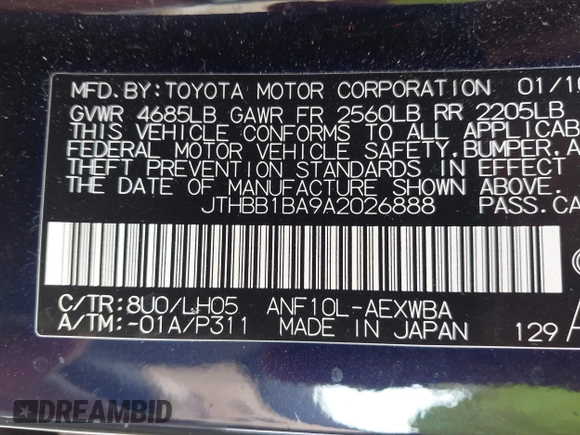 MFD.BY:TOYOTA MOTOR CORPORATION 01/10
GVWR 4685LB GAWR FR 2560LB RR 2205LB
THIS VEHICLE CONFORMS TO ALL APPLICAB
FEDERAL MOTOR VEHICLE SAFETY,BUMPER, A
THEFT PREVENTION STANDARDS IN EFFECT O
THE DATE OF MANUFACTURE SHOWN ABOVE.
JTHBB1BA9A2026888 PASS.CA
C/TR:8U0/LH05 ANF10L-AEXWBA
A/TM:-01A/P311 MADE IN JAPAN 129
DREAMBID